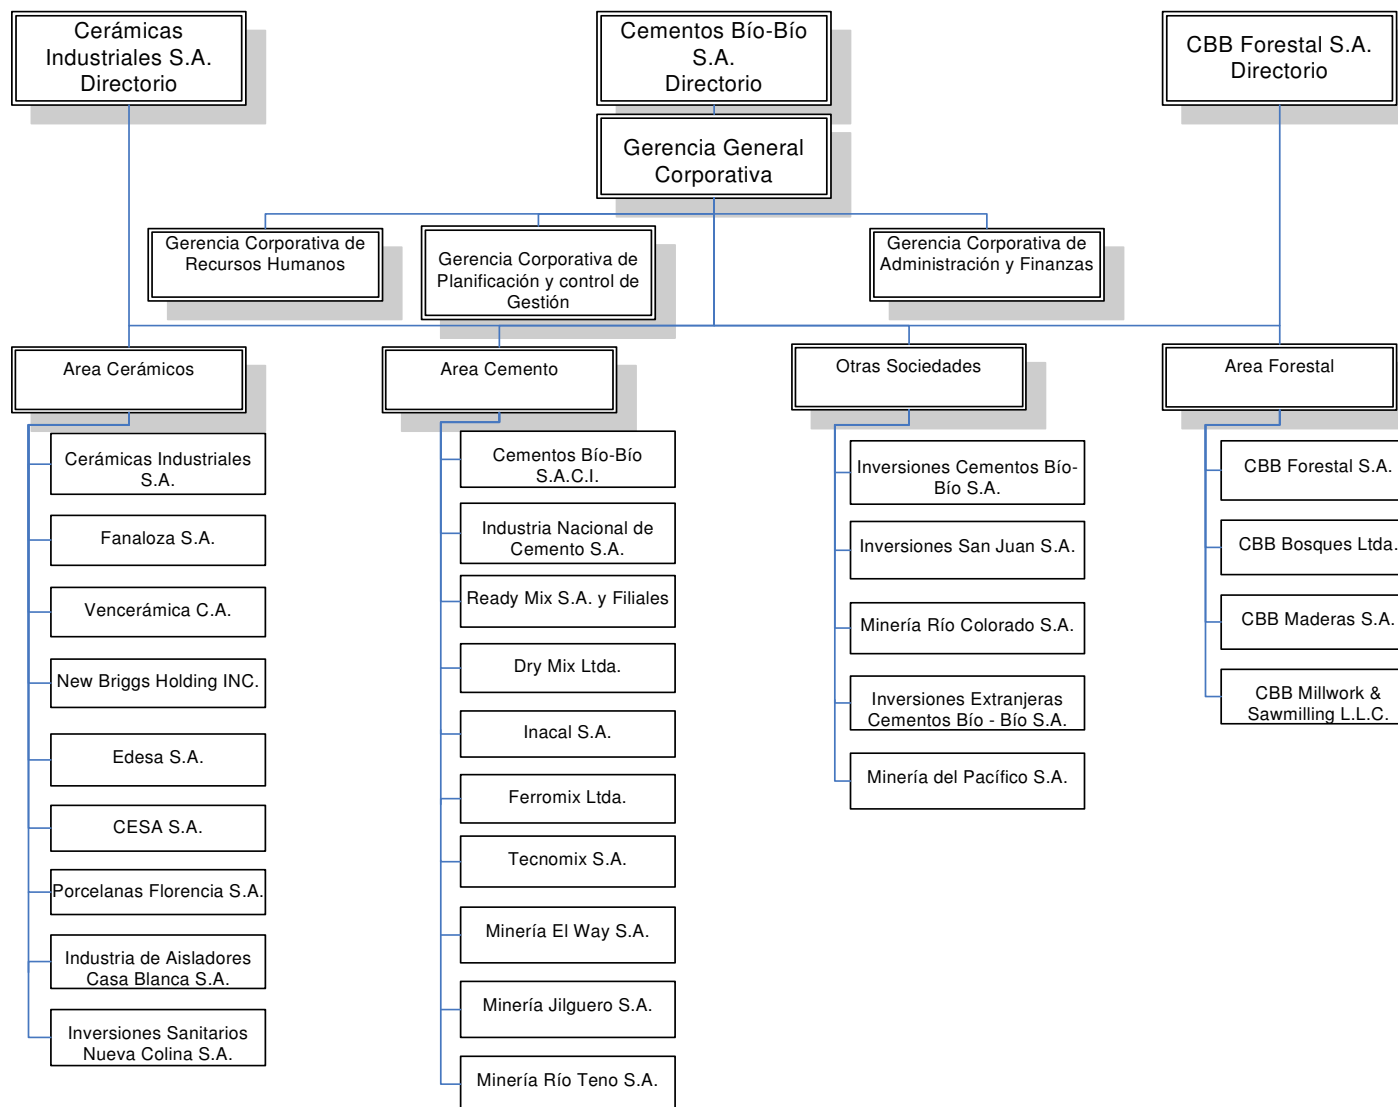 Cerámicas
Industriales S.A.
Directorio
Cementos Bío-Bío
S.A.
Directorio
CBB Forestal S.A.
Directorio
Gerencia General
Corporativa
Gerencia Corporativa de
Recursos Humanos
Gerencia Corporativa de
Planificación y control de
Gestión
Gerencia Corporativa de
Administración y Finanzas
Area Cerámicos
Area Cemento
Otras Sociedades
Area Forestal
Cerámicas Industriales
S.A.
Fanaloza S.A.
Vencerámica C.A.
New Briggs Holding INC.
Edesa S.A.
CESA S.A.
Porcelanas Florencia S.A.
Industria de Aisladores
Casa Blanca S.A.
Inversiones Sanitarios
Nueva Colina S.A.
Cementos Bío-Bío
S.A.C.I.
Industria Nacional de
Cemento S.A.
Ready Mix S.A. y Filiales
Dry Mix Ltda.
Inacal S.A.
Ferromix Ltda.
Tecnomix S.A.
Minería El Way S.A.
Minería Jilguero S.A.
Minería Río Teno S.A.
Inversiones Cementos Bío-
Bío S.A.
Inversiones San Juan S.A.
Minería Río Colorado S.A.
Inversiones Extranjeras
Cementos Bío - Bío S.A.
Minería del Pacífico S.A.
CBB Forestal S.A.
CBB Bosques Ltda.
CBB Maderas S.A.
CBB Millwork &
Sawmilling L.L.C.